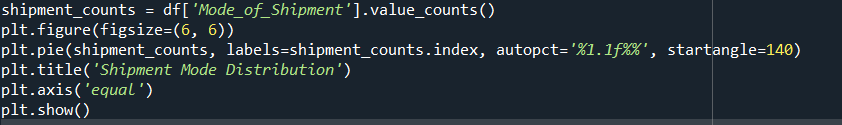 shipment_counts = df['Mode_of_Shipment'].value_counts()
plt.figure(figsize=(6, 6))
plt.pie(shipment_counts, labels=shipment_counts.index, autopct='%1.1f%%', startangle=140)
plt.title('Shipment Mode Distribution')
plt.axis('equal')
plt.show()